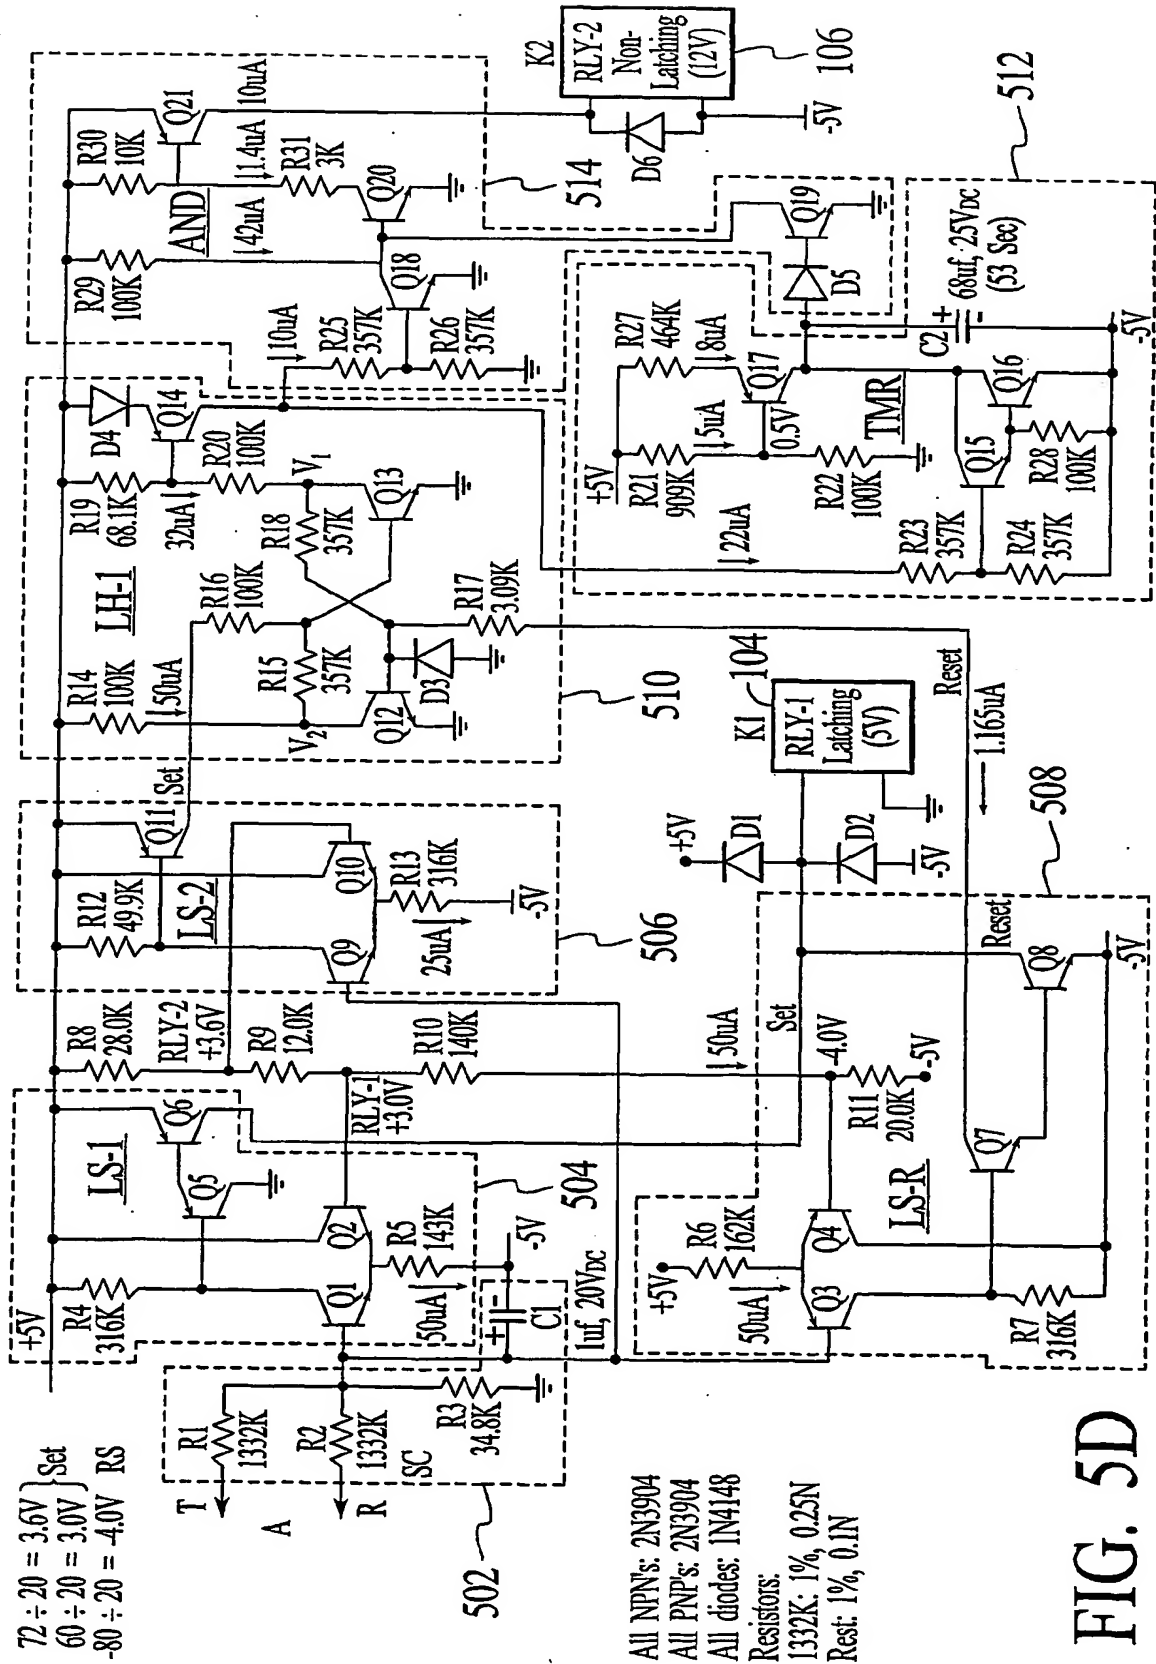 72 ÷ 20 = 3.6V } Set
60 ÷ 20 = 3.0V
-80 ÷ 20 = -4.0V RS
+5V
LS-1
R4
316K
Q5
Q6
Q1
Q2
R5
143K
50uA
-5V
C1
1uf, 20VDC
504
T
A
R
R1
1332K
R2
1332K
R3
34.8K
SC
502
R8
28.0K
RLY-2
+3.6V
R9
12.0K
RLY-1
+3.0V
R10
140K
50uA
-4.0V
R11
20.0K
-5V
R12
49.9K
LS-2
Q11
Set
Q9
Q10
R13
316K
25uA
-5V
506
LH-1
R14
100K
50uA
R16
100K
R15
357K
V2
Q12
D3
R17
3.09K
R18
357K
V1
Q13
R19
68.1K
32uA
D4
Q14
R20
100K
510
R29
100K
42uA
AND
R30
10K
Q21
10uA
11.4uA
R31
3K
Q20
Q18
10uA
R25
357K
R26
357K
514
K2
RLY-2
Non-
Latching
(12V)
106
D6
-5V
Q19
D5
512
+5V
R21
909K
5uA
R27
464K
8uA
Q17
0.5V
R22
100K
TMR
C2
68uf, 25VDC
(53 Sec)
-5V
22uA
R23
357K
R24
357K
Q15
Q16
R28
100K
+5V
R6
162K
50uA
Q3
Q4
LS-R
R7
316K
Q7
Q8
Set
Reset
-5V
508
+5V
D1
D2
-5V
K1
RLY-1
Latching
(5V)
104
Reset
1.165uA
All NPN's: 2N3904
All PNP's: 2N3904
All diodes: 1N4148
Resistors:
1332K: 1%, 0.25N
Rest: 1%, 0.1N
FIG. 5D